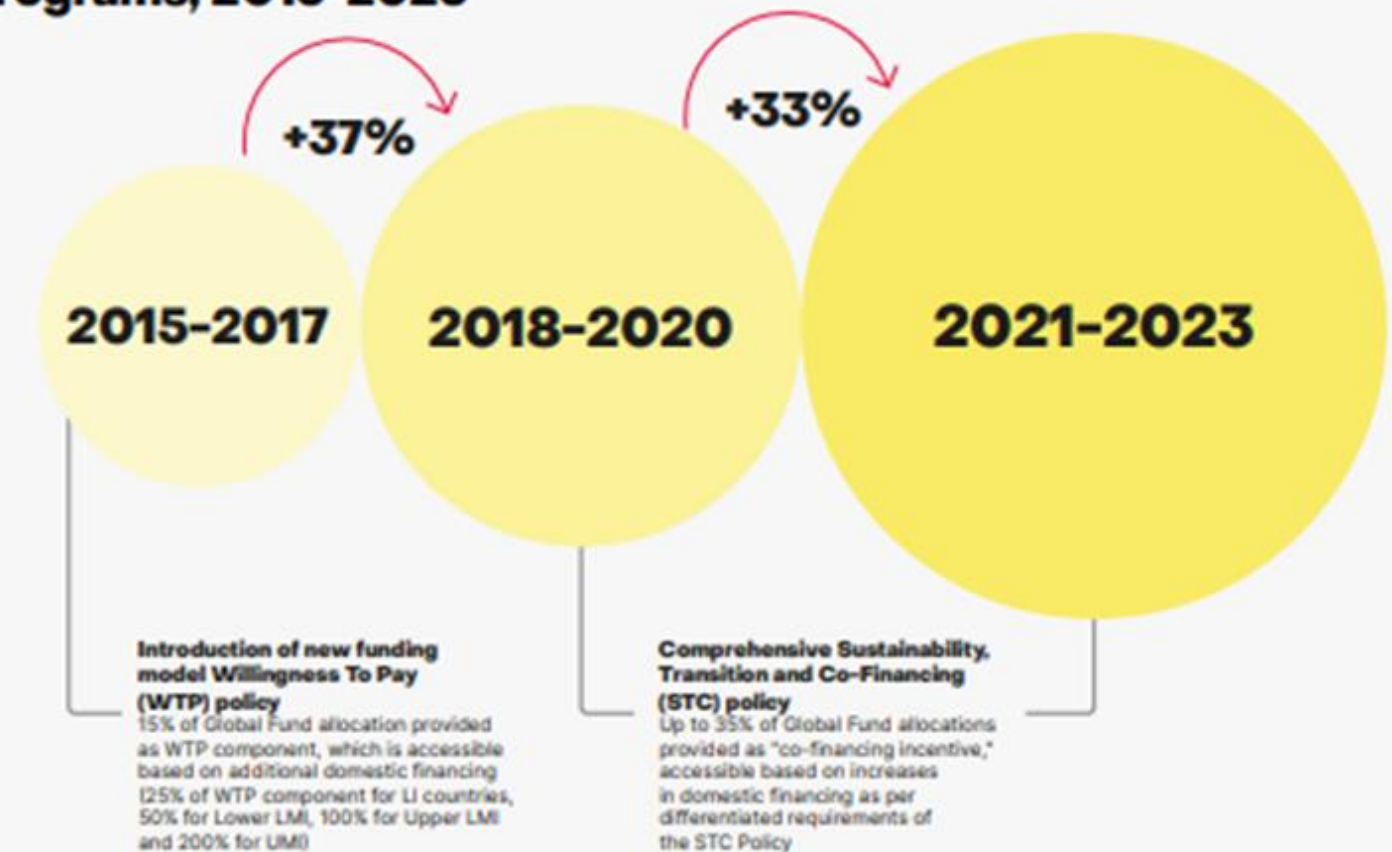 2015-2023
+37%
+33%
2015-2017
2018-2020
2021-2023
Introduction of new funding
model Willingness To Pay
(WTP) policy
15% of Global Fund allocation provided
as WTP component, which is accessible
based on additional domestic financing
(25% of WTP component for LI countries,
50% for Lower LMI, 100% for Upper LMI
and 200% for UMI)
Comprehensive Sustainability,
Transition and Co-Financing
(STC) policy
Up to 35% of Global Fund allocations
provided as "co-financing incentive,"
accessible based on increases
in domestic financing as per
differentiated requirements of
the STC Policy